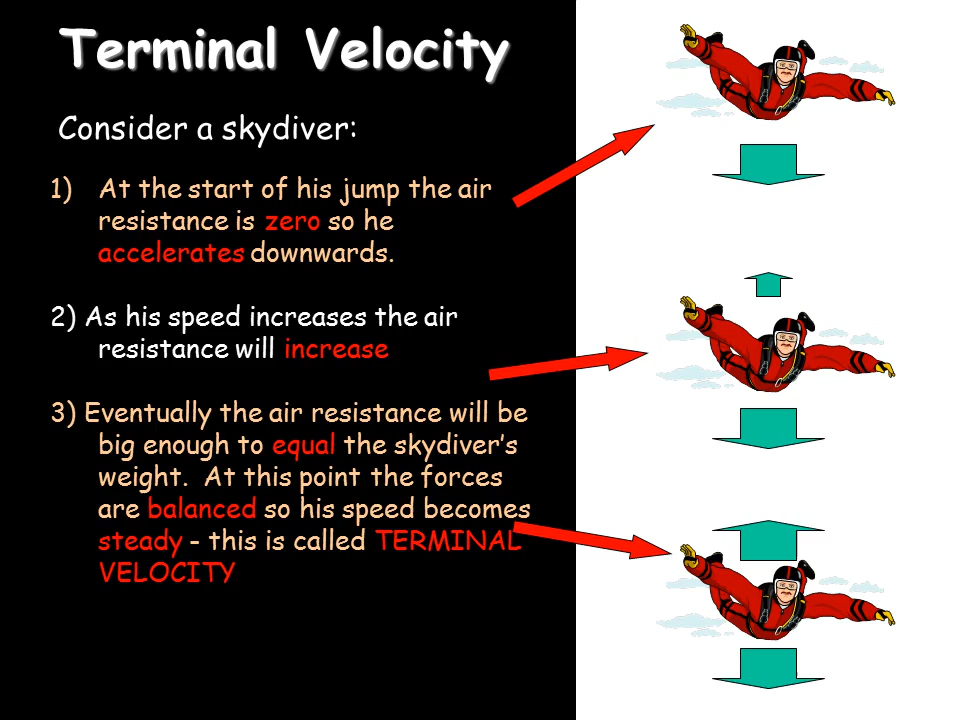 Terminal Velocity
Consider a skydiver:
1) At the start of his jump the air
resistance is zero so he
accelerates downwards.
2) As his speed increases the air
resistance will increase
3) Eventually the air resistance will be
big enough to equal the skydiver's
weight. At this point the forces
are balanced so his speed becomes
steady - this is called TERMINAL
VELOCITY